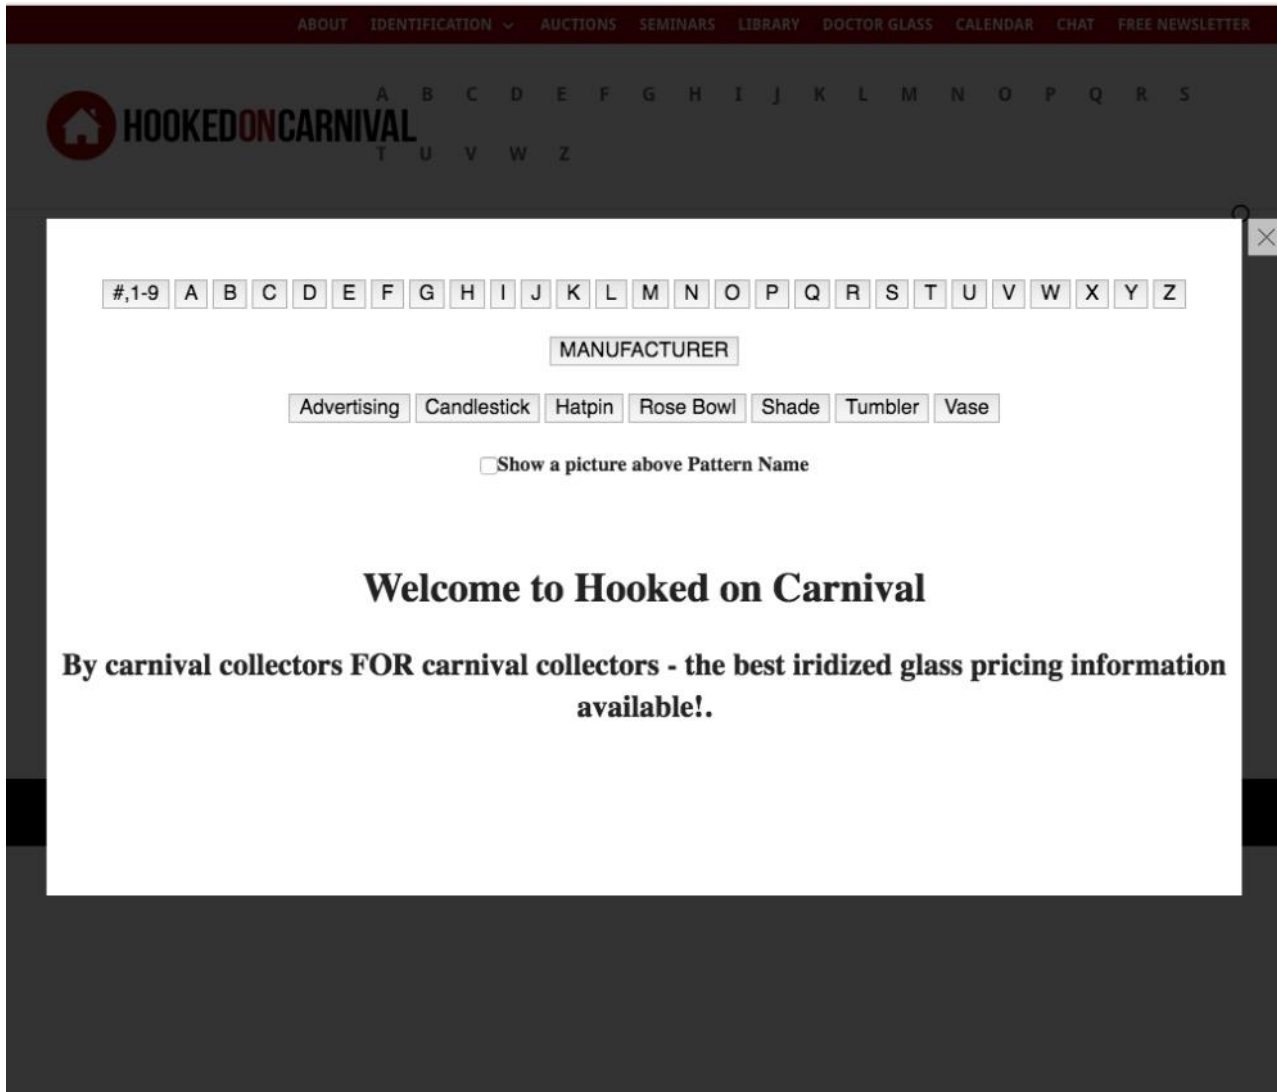 ABOUT IDENTIFICATION AUCTIONS SEMINARS LIBRARY DOCTOR GLASS CALENDAR CHAT FREE NEWSLETTER
A B C D E F G H I J K L M N O P Q R S
HOOKEDONCARNIVAL
T U V W Z
#,1-9 A B C D E F G H I J K L M N O P Q R S T U V W X Y Z
MANUFACTURER
Advertising Candlestick Hatpin Rose Bowl Shade Tumbler Vase
Show a picture above Pattern Name
Welcome to Hooked on Carnival
By carnival collectors FOR carnival collectors - the best iridized glass pricing information
available!.